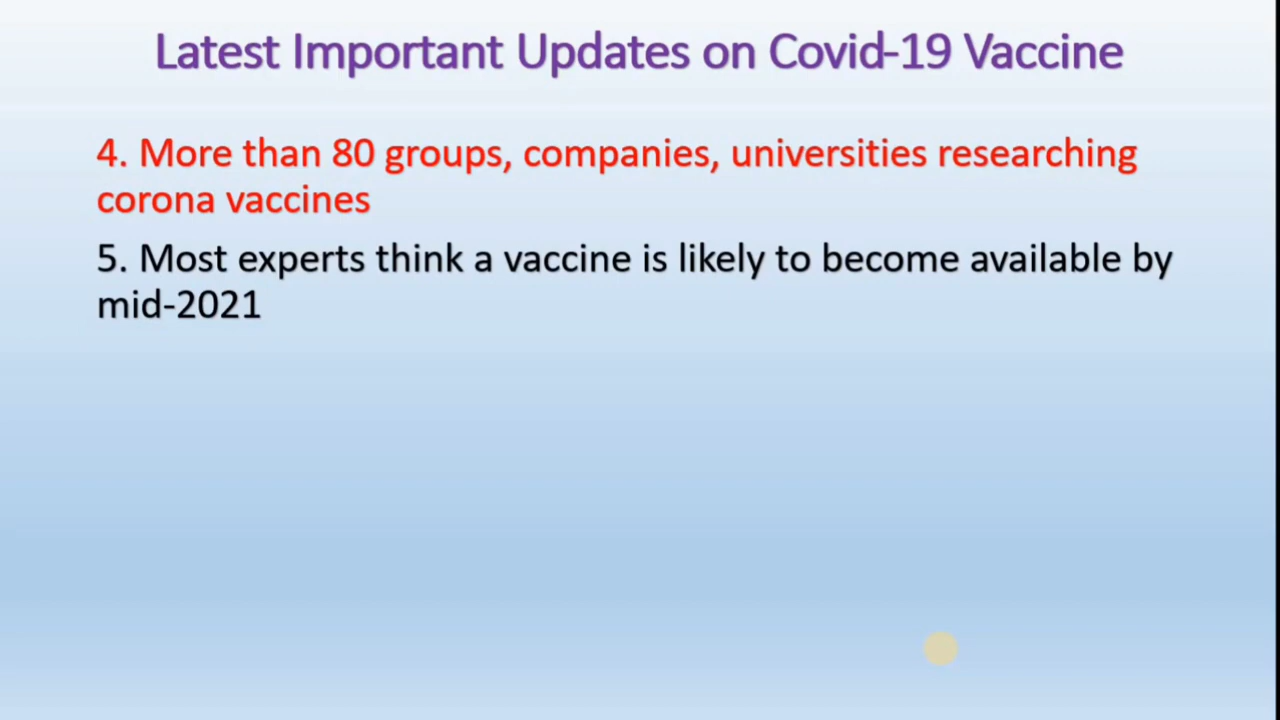 Latest Important Updates on Covid-19 Vaccine
4. More than 80 groups, companies, universities researching
corona vaccines
5. Most experts think a vaccine is likely to become available by
mid-2021